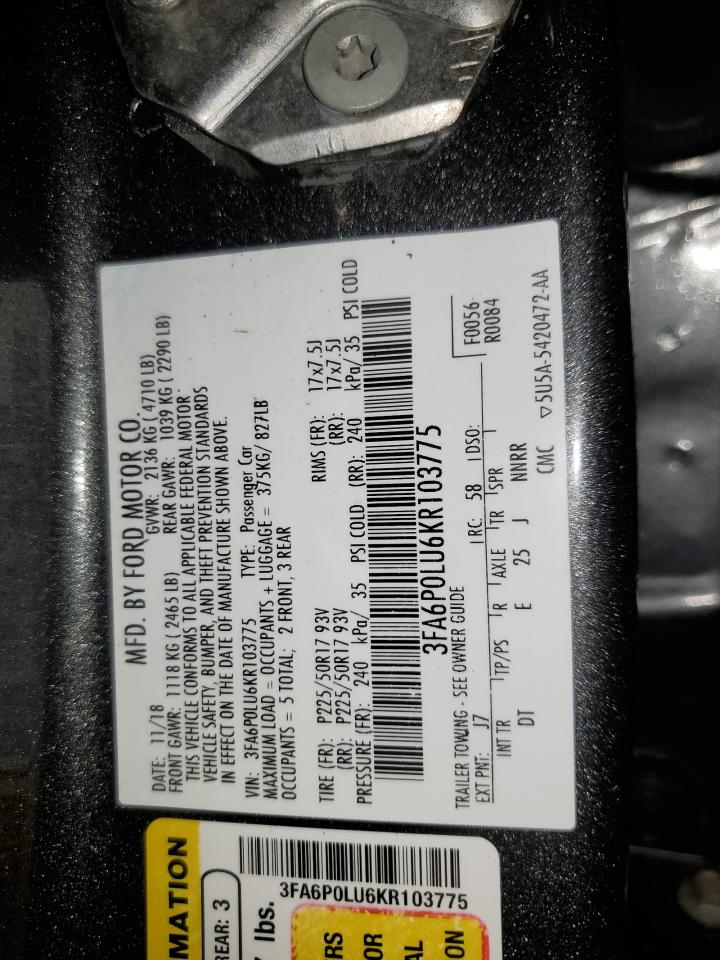 MFD. BY FORD MOTOR CO.
DATE: 11/18 GVWR: 2136 KG ( 4710 LB)
FRONT GAWR: 1118 KG ( 2465 LB) REAR GAWR: 1039 KG ( 2290 LB)
THIS VEHICLE CONFORMS TO ALL APPLICABLE FEDERAL MOTOR
VEHICLE SAFETY, BUMPER, AND THEFT PREVENTION STANDARDS
IN EFFECT ON THE DATE OF MANUFACTURE SHOWN ABOVE.
VIN: 3FA6P0LU6KR103775 TYPE: Passenger Car
MAXIMUM LOAD = OCCUPANTS + LUGGAGE = 375KG/ 827LB
OCCUPANTS = 5 TOTAL; 2 FRONT, 3 REAR
TIRE (FR): P225/50R17 93V RIMS (FR): 17x7.5J
(RR): P225/50R17 93V (RR): 17x7.5J
PRESSURE (FR): 240 kPa/ 35 PSI COLD (RR): 240 kPa/ 35 PSI COLD
3FA6P0LU6KR103775
TRAILER TOWING - SEE OWNER GUIDE
F0056
R0084
EXT PNT: J7 RC: 58 DSO:
INT TR TP/PS R AXLE TR SPR
DT E 25 J NNRR
CMC ▽5U5A-5420472-AA
MATION
REAR: 3
lbs.
3FA6P0LU6KR103775
RS
OR
AL
ON